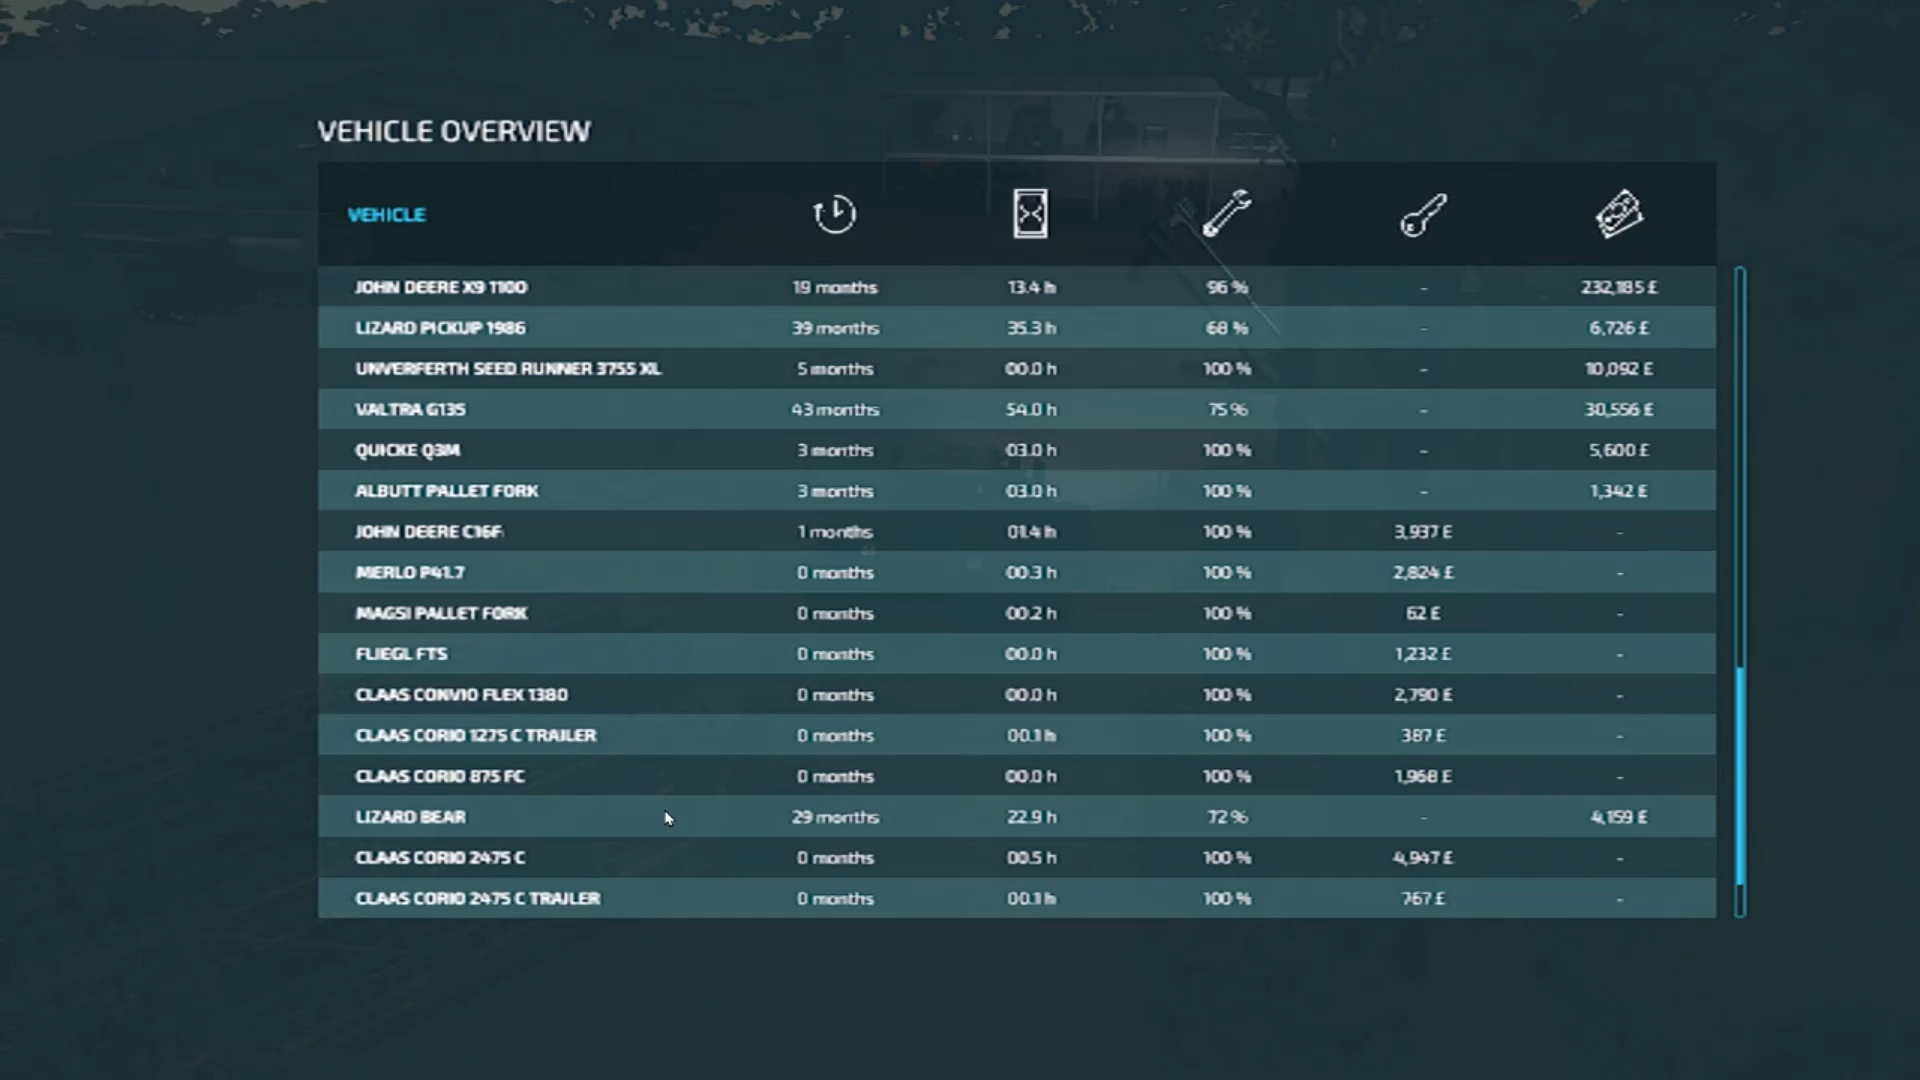 VEHICLE OVERVIEW
VEHICLE
JOHN DEERE X9 1100 19 months 13.4 h 96 % - 232,185 £
LIZARD PICKUP 1986 39 months 35.3 h 68 % - 6,726 £
UNVERFERTH SEED RUNNER 3755 XL 5 months 00.0 h 100 % - 10,092 £
VALTRA G135 43 months 54.0 h 75 % - 30,556 £
QUICKE Q3M 3 months 03.0 h 100 % - 5,600 £
ALBUTT PALLET FORK 3 months 03.0 h 100 % - 1,342 £
JOHN DEERE C16F 1 months 01.4 h 100 % 3,937 £ -
MERLO P41.7 0 months 00.3 h 100 % 2,824 £ -
MAGSI PALLET FORK 0 months 00.2 h 100 % 62 £ -
FLIEGL FTS 0 months 00.0 h 100 % 1,232 £ -
CLAAS CONVIO FLEX 1380 0 months 00.0 h 100 % 2,790 £ -
CLAAS CORIO 1275 C TRAILER 0 months 00.1 h 100 % 387 £ -
CLAAS CORIO 875 FC 0 months 00.0 h 100 % 1,968 £ -
LIZARD BEAR 29 months 22.9 h 72 % - 4,159 £
CLAAS CORIO 2475 C 0 months 00.5 h 100 % 4,947 £ -
CLAAS CORIO 2475 C TRAILER 0 months 00.1 h 100 % 767 £ -